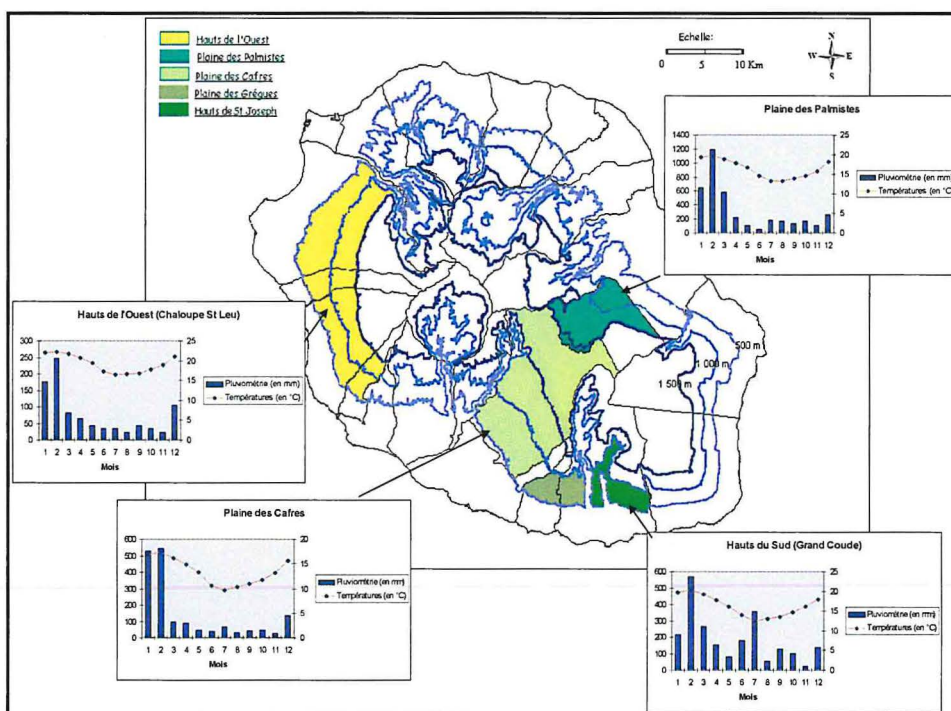 Hauts de l'Ouest
Plaine des Palmistes
Plaine des Cafres
Plaine des Grégues
Hauts de St Joseph
Echelle:
0 5 10 Km
N
W E
S
500 m
1 000 m
1 500 m
Plaine des Palmistes
1400
1200
1000
800
600
400
200
0
25
20
15
10
5
0
1 2 3 4 5 6 7 8 9 10 11 12
Mois
Pluviométrie (en mm)
Températures (en °C)
Hauts de l'Ouest (Chaloupe St Leu)
300
250
200
150
100
50
0
25
20
15
10
5
0
1 2 3 4 5 6 7 8 9 10 11 12
Mois
Pluviométrie (en mm)
Températures (en °C)
Plaine des Cafres
600
500
400
300
200
100
0
20
15
10
5
0
1 2 3 4 5 6 7 8 9 10 11 12
Mois
Pluviométrie (en mm)
Températures (en °C)
Hauts du Sud (Grand Coude)
600
500
400
300
200
100
0
25
20
15
10
5
0
1 2 3 4 5 6 7 8 9 10 11 12
Mois
Pluviométrie (en mm)
Températures (en °C)